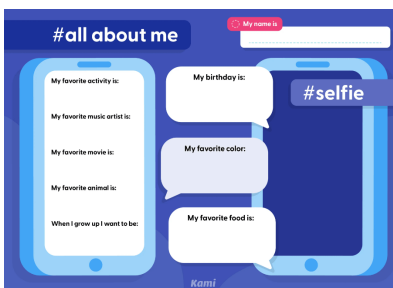 #all about me
My name is
My favorite activity is:
My favorite music artist is:
My favorite movie is:
My favorite animal is:
When I grow up I want to be:
My birthday is:
My favorite color:
My favorite food is:
#selfie
Kami